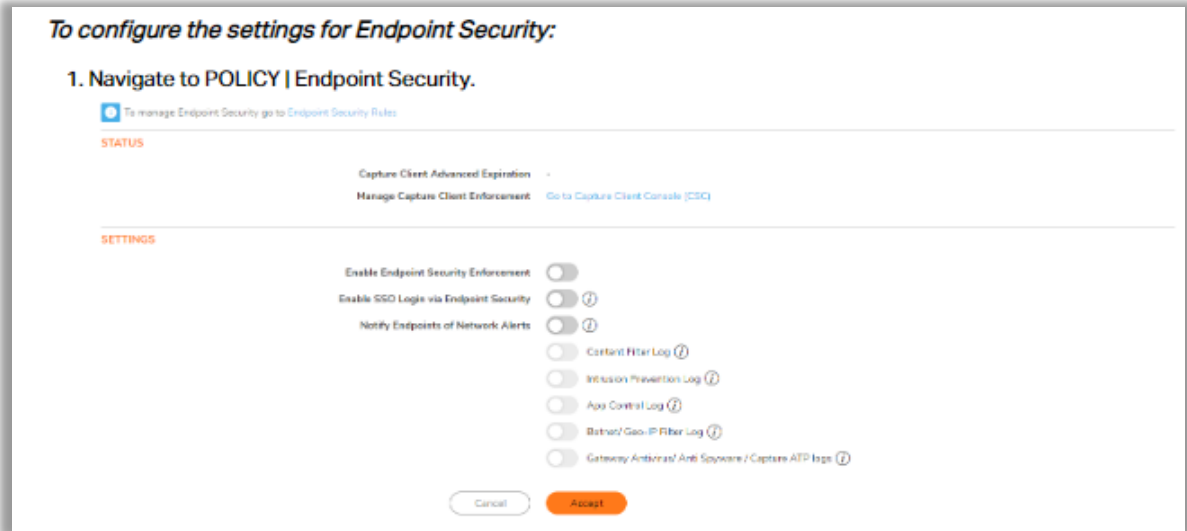 To configure the settings for Endpoint Security:
1. Navigate to POLICY | Endpoint Security.
To manage Endpoint Security go to Endpoint Security Rules
STATUS
Capture Client Advanced Expiration -
Manage Capture Client Enforcement Go to Capture Client Console (CSC)
SETTINGS
Enable Endpoint Security Enforcement
Enable SSO Login via Endpoint Security
Notify Endpoints of Network Alerts
Content Filter Log
Intrusion Prevention Log
App Control Log
Botnet/ Geo-IP Filter Log
Gateway Antivirus/ Anti Spyware / Capture ATP logs
Cancel Accept